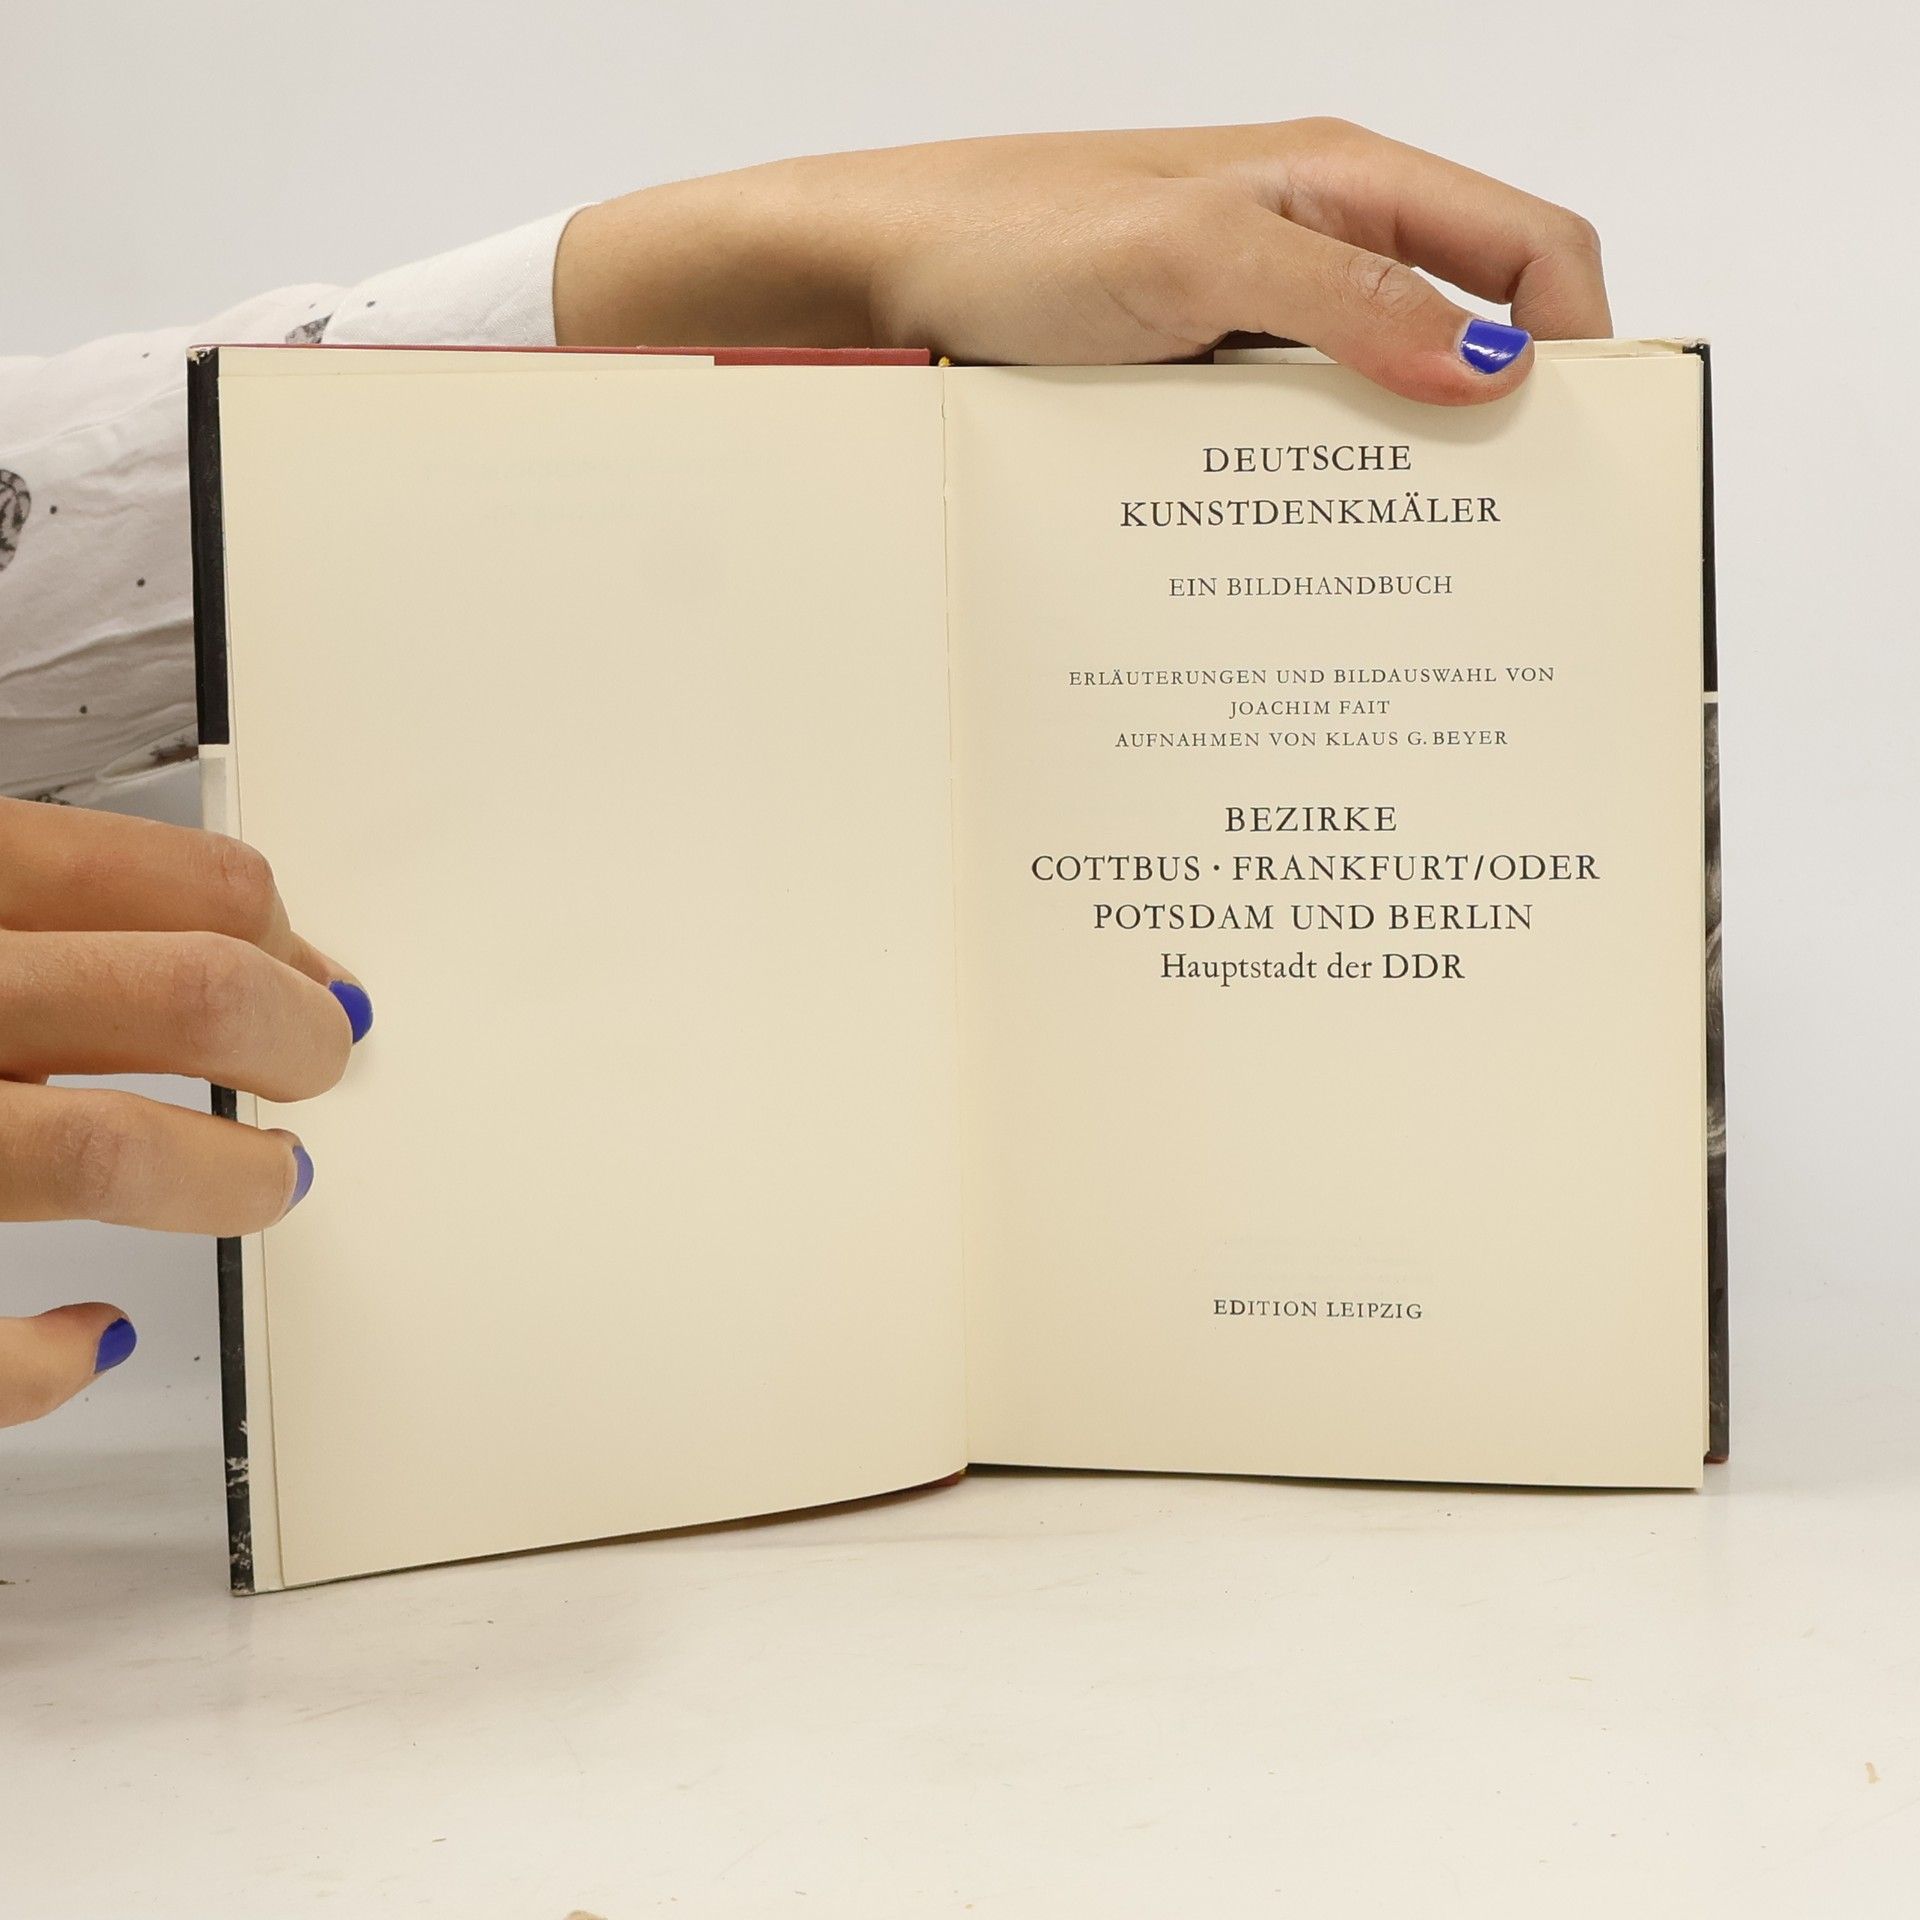 DEUTSCHE
KUNSTDENKMÄLER
EIN BILDHANDBUCH
ERLÄUTERUNGEN UND BILDAUSWAHL VON
JOACHIM FAIT
AUFNAHMEN VON KLAUS G. BEYER
BEZIRKE
COTTBUS · FRANKFURT/ODER
POTSDAM UND BERLIN
Hauptstadt der DDR
EDITION LEIPZIG